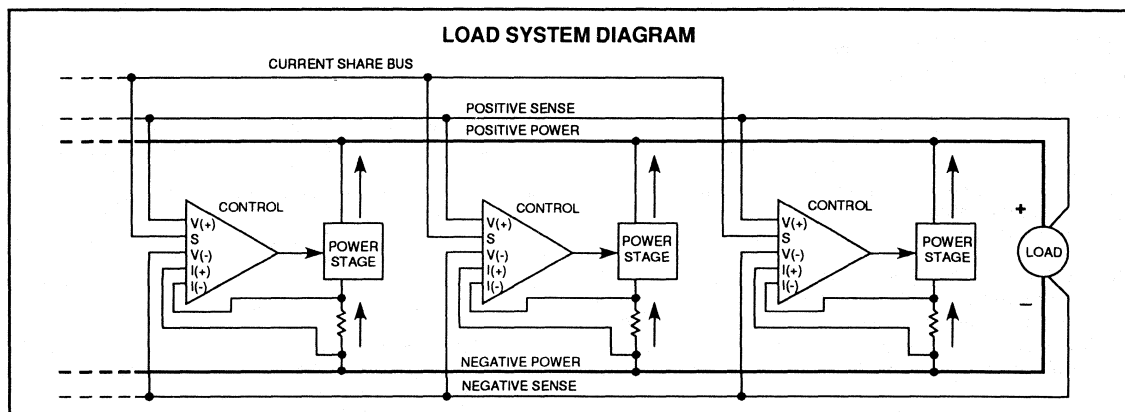 LOAD SYSTEM DIAGRAM
CURRENT SHARE BUS
POSITIVE SENSE
POSITIVE POWER
CONTROL
V(+)
S
V(-)
I(+)
I(-)
POWER
STAGE
CONTROL
V(+)
S
V(-)
I(+)
I(-)
POWER
STAGE
CONTROL
V(+)
S
V(-)
I(+)
I(-)
POWER
STAGE
+
LOAD
−
NEGATIVE POWER
NEGATIVE SENSE